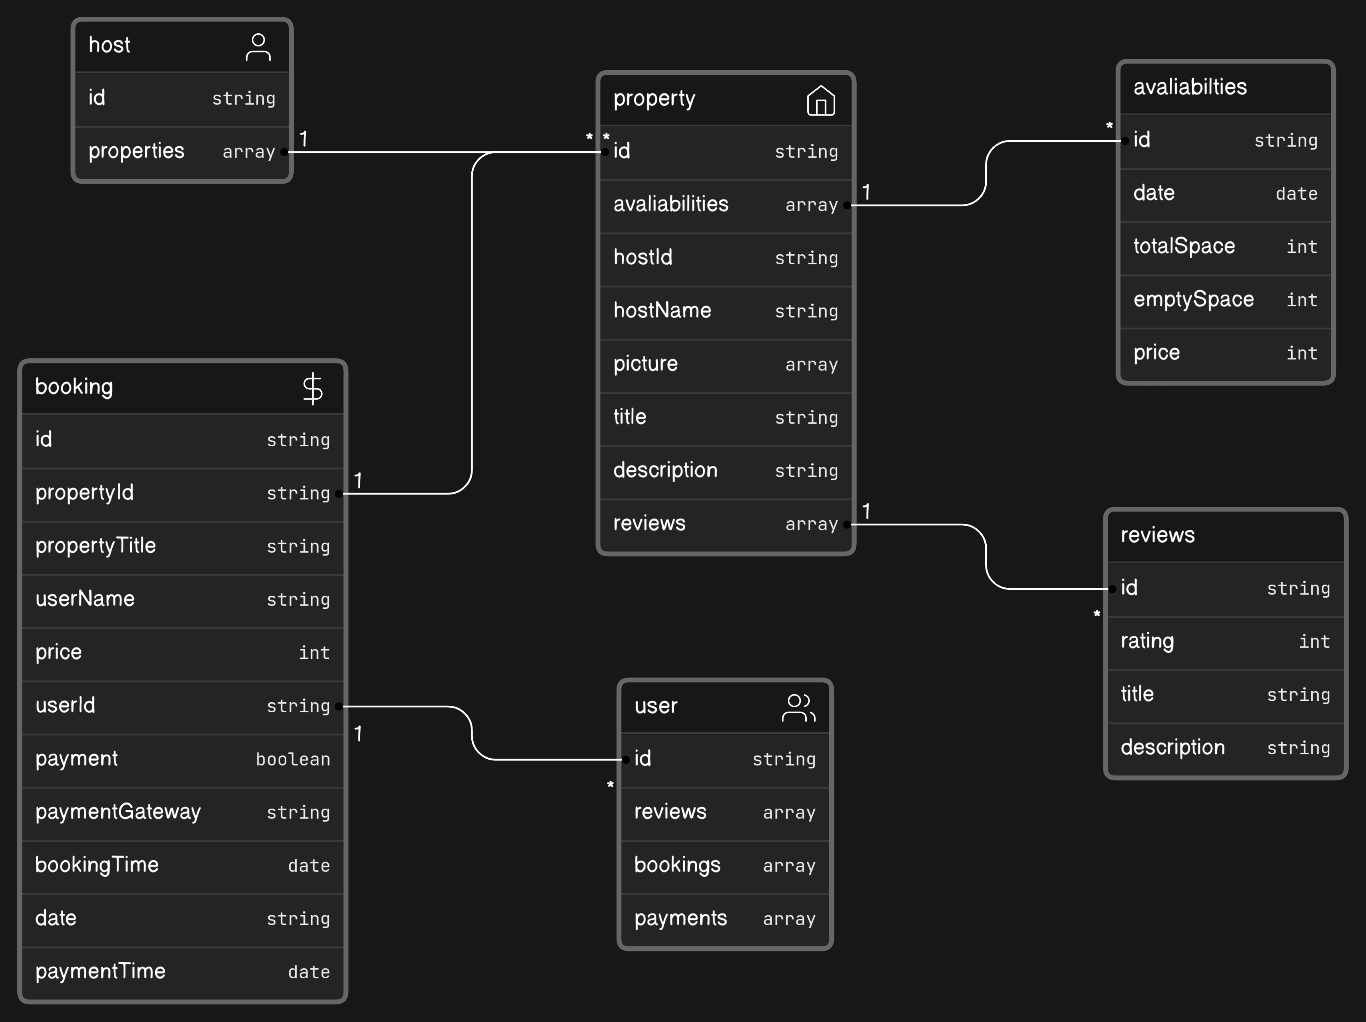 host
id string
properties array
1
property
* *
id string
avaliabilities array
1
hostId string
hostName string
picture array
title string
description string
reviews array
1
avaliabilties
*
id string
date date
totalSpace int
emptySpace int
price int
booking
id string
propertyId string
1
propertyTitle string
userName string
price int
userId string
1
payment boolean
paymentGateway string
bookingTime date
date string
paymentTime date
user
id string
*
reviews array
bookings array
payments array
reviews
id string
*
rating int
title string
description string